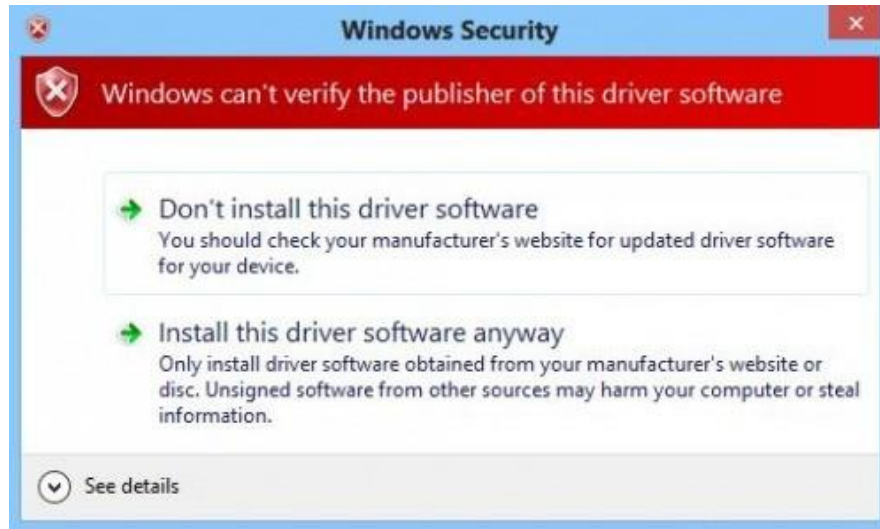 Windows Security
Windows can't verify the publisher of this driver software
Don't install this driver software
You should check your manufacturer's website for updated driver software
for your device.
Install this driver software anyway
Only install driver software obtained from your manufacturer's website or
disc. Unsigned software from other sources may harm your computer or steal
information.
See details